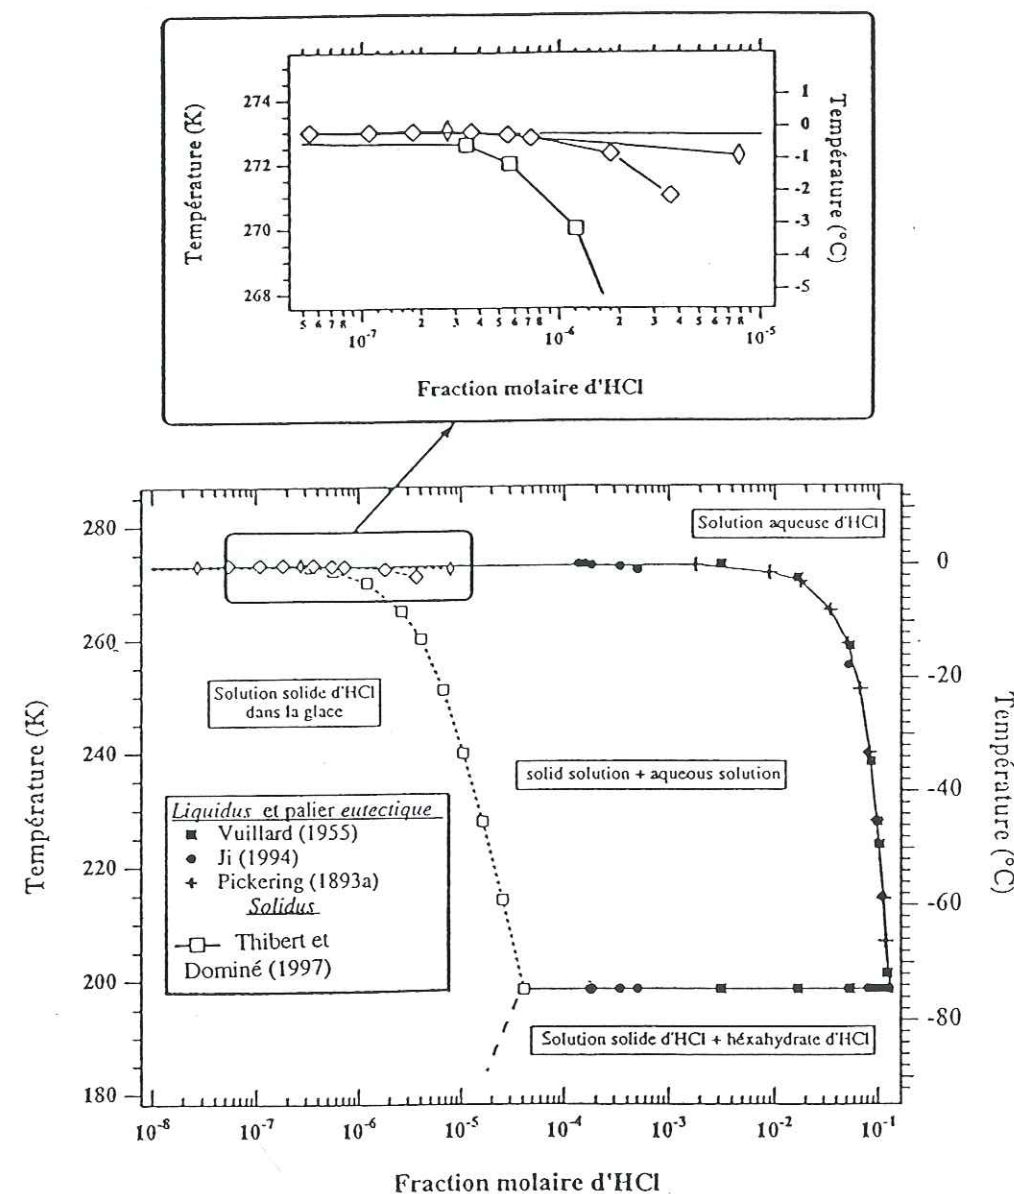 274
272
270
268
Température (K)
1
0
-1
-2
-3
-4
-5
Température (°C)
5 6 7 8 2 3 4 5 6 7 8 2 3 4 5 6 7 8
10⁻⁷ 10⁻⁶ 10⁻⁵
Fraction molaire d'HCl
280
260
240
220
200
180
Température (K)
0
-20
-40
-60
-80
Température (°C)
Solution aqueuse d'HCl
Solution solide d'HCl
dans la glace
solid solution + aqueous solution
Liquidus et palier eutectique
Vuillard (1955)
Ji (1994)
Pickering (1893a)
Solidus
Thibert et
Dominé (1997)
Solution solide d'HCl + héxahydrate d'HCl
10⁻⁸ 10⁻⁷ 10⁻⁶ 10⁻⁵ 10⁻⁴ 10⁻³ 10⁻² 10⁻¹
Fraction molaire d'HCl